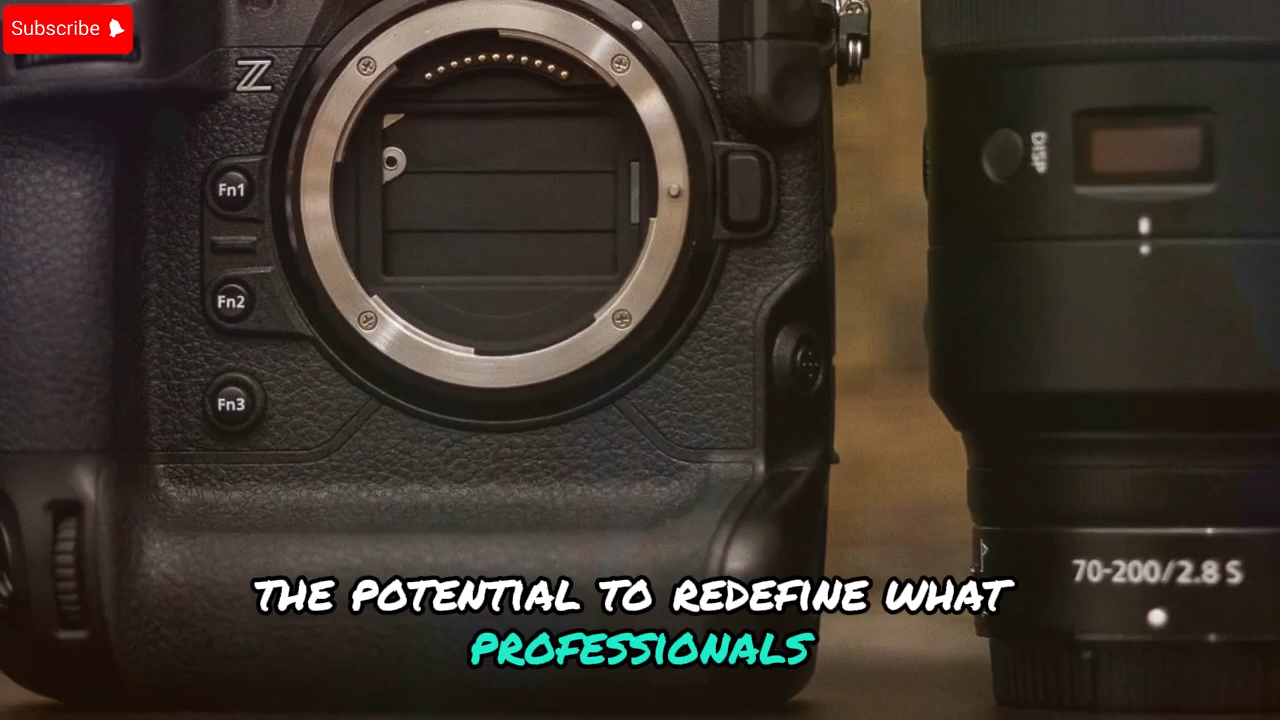 Subscribe
Z
Fn1
DISP
Fn2
Fn3
70-200/2.8 S
THE POTENTIAL TO REDEFINE WHAT
PROFESSIONALS